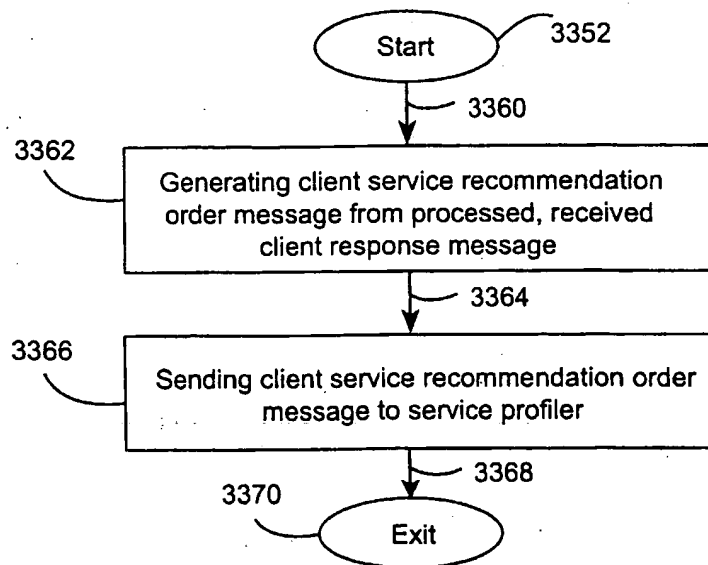 Start
3352
3360
3362
Generating client service recommendation
order message from processed, received
client response message
3364
3366
Sending client service recommendation order
message to service profiler
3368
3370
Exit